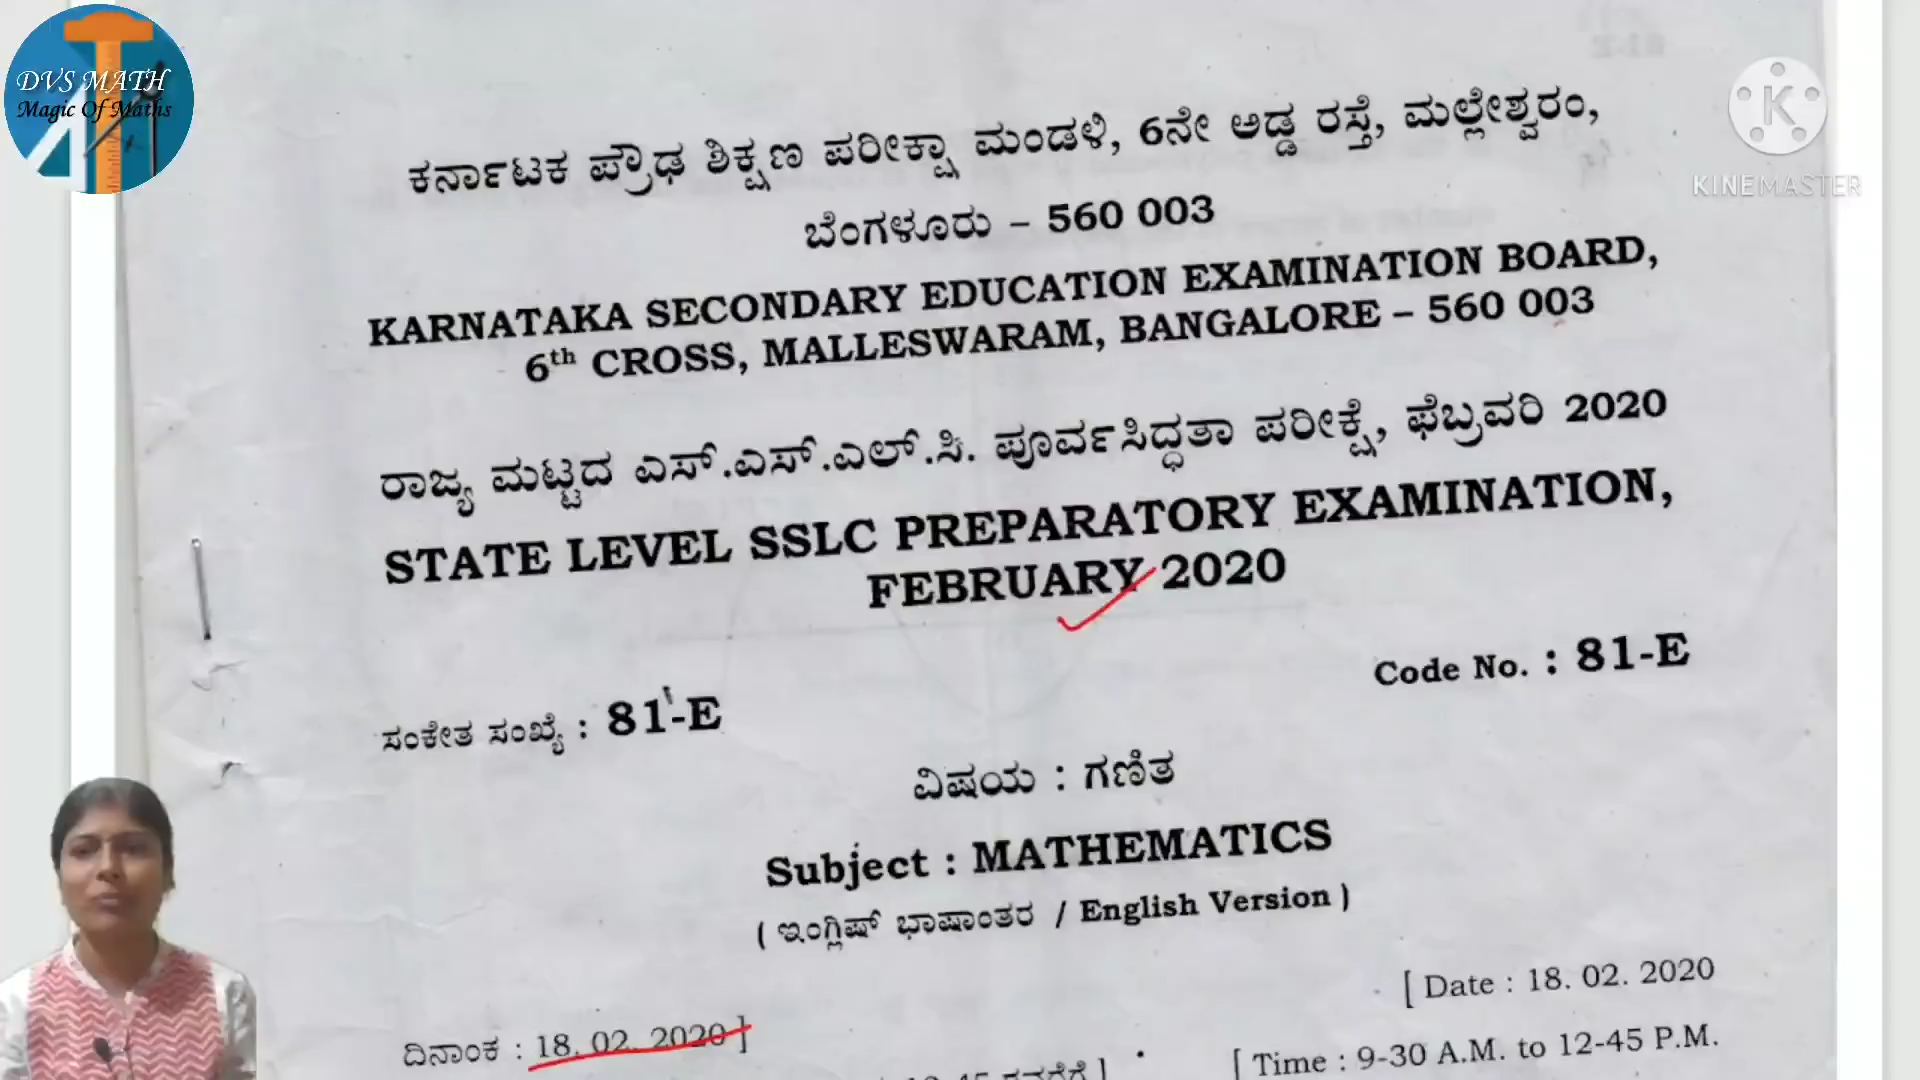 DVS MATH
Magic Of Maths
KINEMASTER
ಕರ್ನಾಟಕ ಪ್ರೌಢ ಶಿಕ್ಷಣ ಪರೀಕ್ಷಾ ಮಂಡಳಿ, 6ನೇ ಅಡ್ಡ ರಸ್ತೆ, ಮಲ್ಲೇಶ್ವರಂ,
ಬೆಂಗಳೂರು – 560 003
KARNATAKA SECONDARY EDUCATION EXAMINATION BOARD,
6th CROSS, MALLESWARAM, BANGALORE – 560 003
ರಾಜ್ಯ ಮಟ್ಟದ ಎಸ್.ಎಸ್.ಎಲ್.ಸಿ. ಪೂರ್ವಸಿದ್ಧತಾ ಪರೀಕ್ಷೆ, ಫೆಬ್ರವರಿ 2020
STATE LEVEL SSLC PREPARATORY EXAMINATION,
FEBRUARY 2020
ಸಂಕೇತ ಸಂಖ್ಯೆ : 81-E Code No. : 81-E
ವಿಷಯ : ಗಣಿತ
Subject : MATHEMATICS
( ಇಂಗ್ಲಿಷ್ ಭಾಷಾಂತರ / English Version )
ದಿನಾಂಕ : 18. 02. 2020 ] [ Date : 18. 02. 2020
[ Time : 9-30 A.M. to 12-45 P.M.